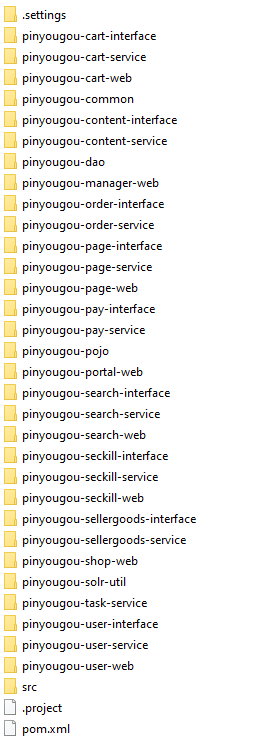 .settings
pinyougou-cart-interface
pinyougou-cart-service
pinyougou-cart-web
pinyougou-common
pinyougou-content-interface
pinyougou-content-service
pinyougou-dao
pinyougou-manager-web
pinyougou-order-interface
pinyougou-order-service
pinyougou-page-interface
pinyougou-page-service
pinyougou-page-web
pinyougou-pay-interface
pinyougou-pay-service
pinyougou-pojo
pinyougou-portal-web
pinyougou-search-interface
pinyougou-search-service
pinyougou-search-web
pinyougou-seckill-interface
pinyougou-seckill-service
pinyougou-seckill-web
pinyougou-sellergoods-interface
pinyougou-sellergoods-service
pinyougou-shop-web
pinyougou-solr-util
pinyougou-task-service
pinyougou-user-interface
pinyougou-user-service
pinyougou-user-web
src
.project
pom.xml